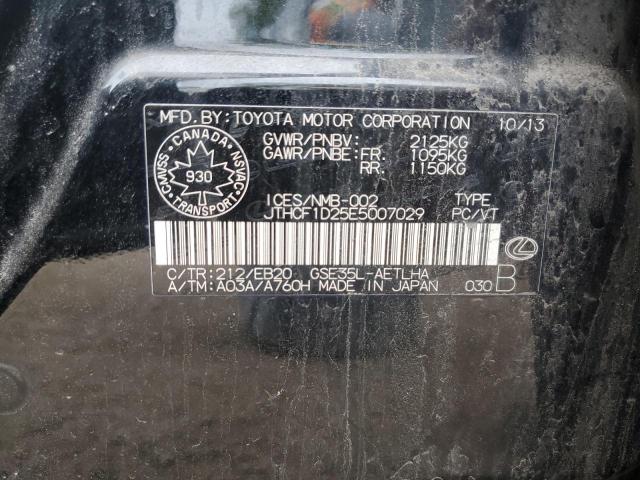 MFD. BY: TOYOTA MOTOR CORPORATION 10/13
GVWR/PNBV : 2125KG
GAWR/PNBE: FR: 1095KG
RR. 1150KG
CANADA
CMVSS NSVAC
930
TRANSPORT
ICES/NMB-002 TYPE:
JTHCF1D25E5007029 PC/VT
C/TR: 212/EB20 GSE35L-AETLHA
A/TM: A03A/A760H MADE IN JAPAN 030 B